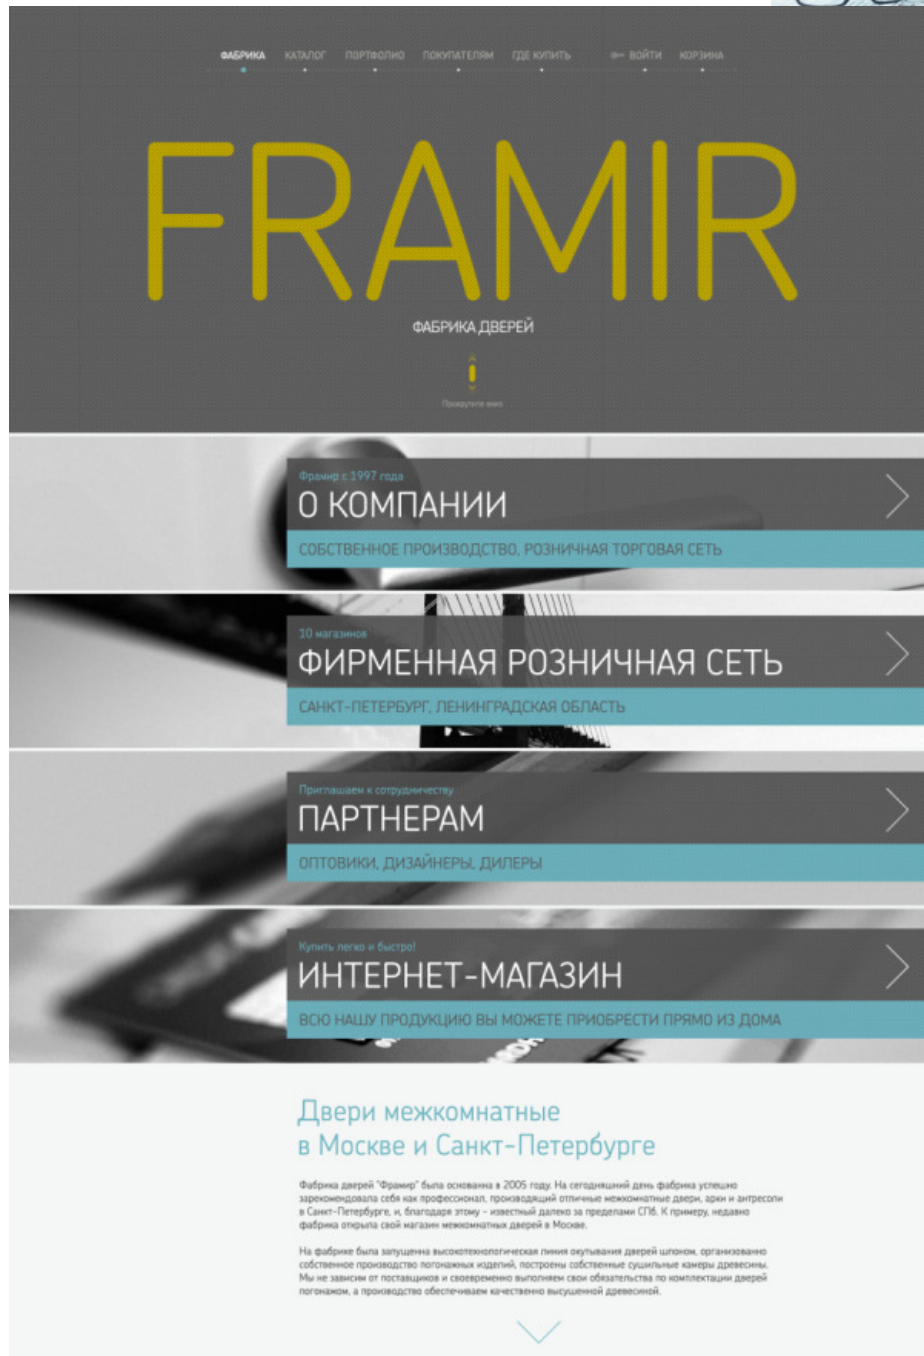 ФАБРИКА КАТАЛОГ ПОРТФОЛИО ПОКУПАТЕЛЯМ ГДЕ КУПИТЬ ВОЙТИ КОРЗИНА
FRAMIR
ФАБРИКА ДВЕРЕЙ
Покрутите вниз
Фрамир с 1997 года
О КОМПАНИИ
СОБСТВЕННОЕ ПРОИЗВОДСТВО, РОЗНИЧНАЯ ТОРГОВАЯ СЕТЬ
10 магазинов
ФИРМЕННАЯ РОЗНИЧНАЯ СЕТЬ
САНКТ-ПЕТЕРБУРГ, ЛЕНИНГРАДСКАЯ ОБЛАСТЬ
Приглашаем к сотрудничеству
ПАРТНЕРАМ
ОПТОВИКИ, ДИЗАЙНЕРЫ, ДИЛЕРЫ
Купить легко и быстро!
ИНТЕРНЕТ-МАГАЗИН
ВСЮ НАШУ ПРОДУКЦИЮ ВЫ МОЖЕТЕ ПРИОБРЕСТИ ПРЯМО ИЗ ДОМА
Двери межкомнатные
в Москве и Санкт-Петербурге
Фабрика дверей "Фрамир" была основанна в 2005 году. На сегодняшний день фабрика успешно
зарекомендовала себя как профессионал, производящий отличные межкомнатные двери, арки и антресоли
в Санкт-Петербурге, и, благодаря этому - известный далеко за пределами СПб. К примеру, недавно
фабрика открыла свой магазин межкомнатных дверей в Москве.
На фабрике была запущенна высокотехнологическая линия окутывания дверей шпоном, организованно
собственное производство погонажных изделий, построены собственные сушильные камеры древесины.
Мы не зависим от поставщиков и своевременно выполняем свои обязательства по комплектации дверей
погонажом, а производство обеспечиваем качественно высушенной древесиной.